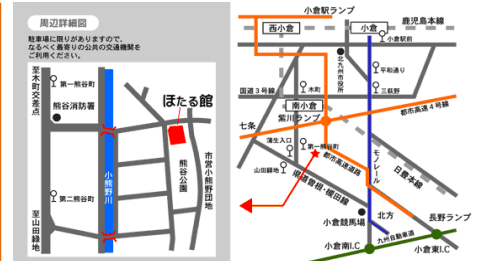 周辺詳細図
駐車場に限りがありますので、
なるべく最寄りの公共の交通機関を
ご利用ください。
至木町交差点
第一熊谷町
熊谷消防署
ほたる館
小熊野川
熊谷公園
市営小熊野団地
第二熊谷町
至山田緑地
小倉駅ランプ
鹿児島本線
西小倉
小倉
小倉駅前
北九州市役所
平和通り
木町
三萩野
国道3号線
南小倉
都市高速4号線
紫川ランプ
七条
蒲生入口
第一熊谷町
山田緑地
都市高速道路
モノレール
日豊本線
県道曽根・槻田線
小倉競馬場
北方
長野ランプ
九州自動車道
小倉南I.C
小倉東I.C